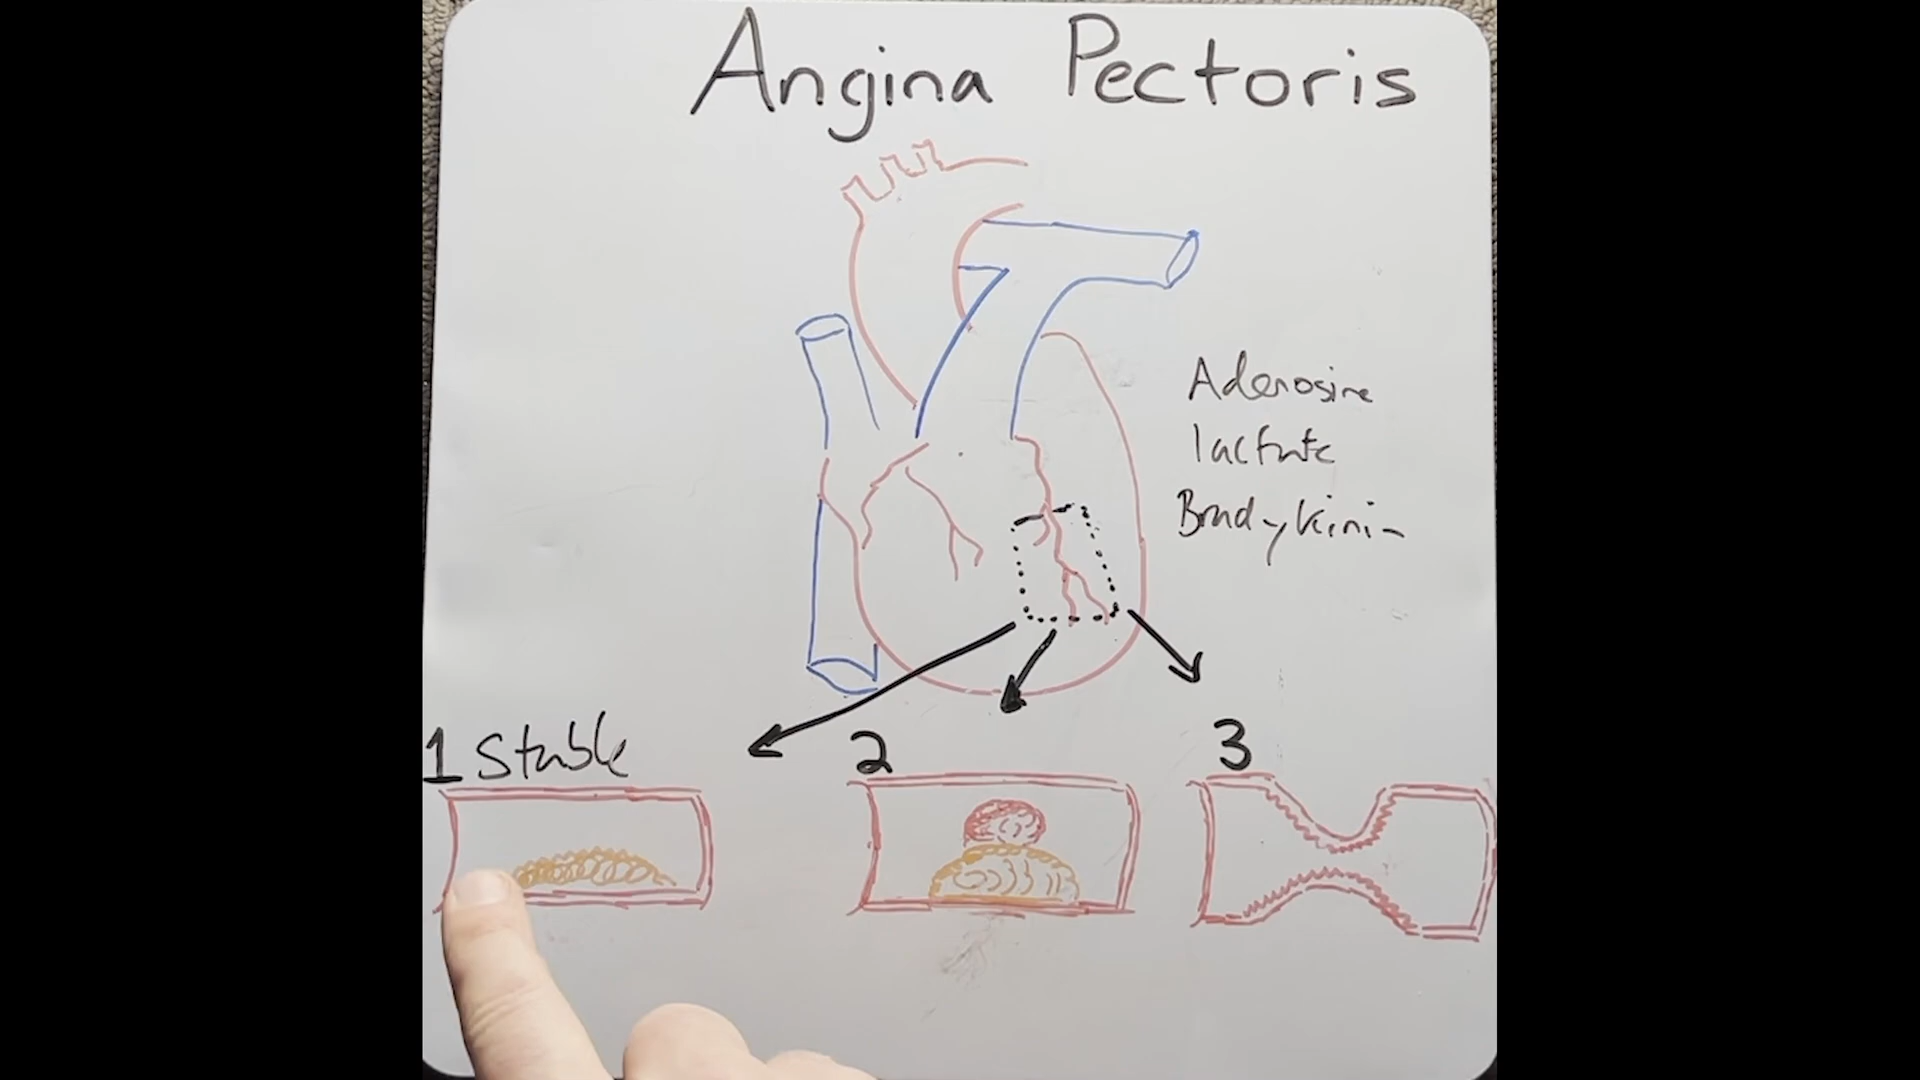 Angina Pectoris
Adenosine
lactate
Bradykinin
1 Stable
2
3